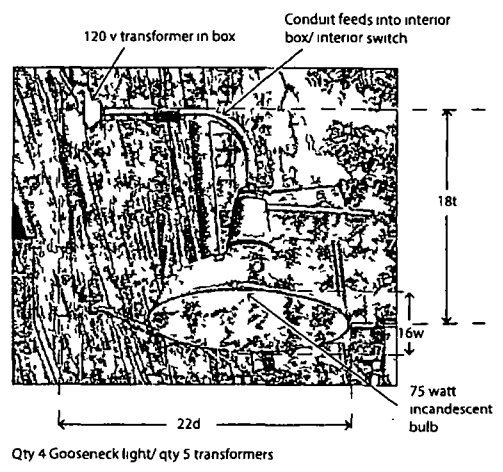 Conduit feeds into interior
box/ interior switch
120 v transformer in box
18t
16w
75 watt
incandescent
bulb
22d
Qty 4 Gooseneck light/ qty 5 transformers